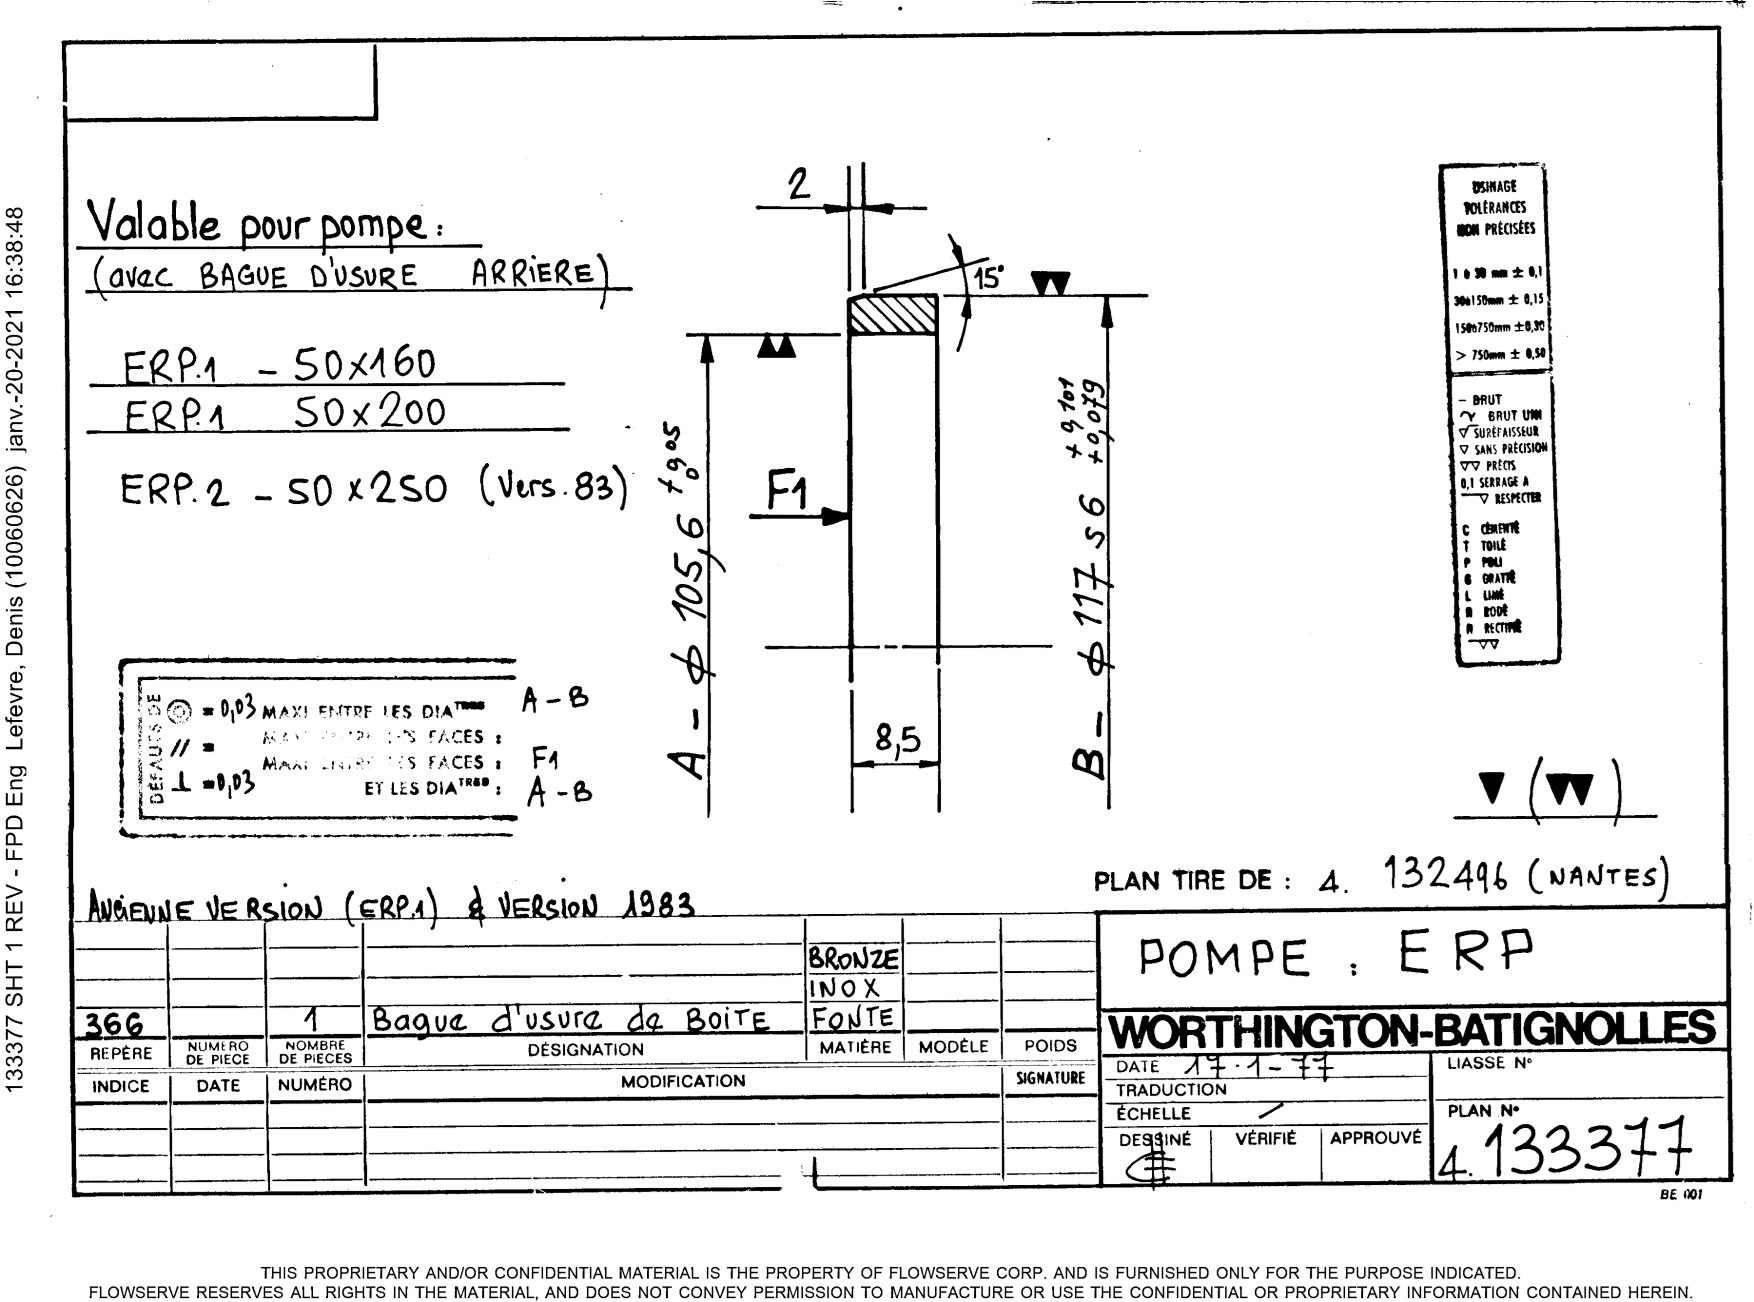 133377 SHT 1 REV - FPD Eng Lefevre, Denis (10060626) janv.-20-2021 16:38:48
Valable pour pompe :
(avec BAGUE D'USURE ARRIERE)
ERP.1 - 50x160
ERP.1 50x200
ERP.2 - 50x250 (Vers. 83)
2
15°
F1
A - ϕ 105,6 +0,05 0
B - ϕ 117 s6 +0,101 +0,079
8,5
USINAGE
TOLÉRANCES
NON PRÉCISÉES
1 à 30 mm ± 0,1
30à150mm ± 0,15
150à750mm ±0,30
> 750mm ± 0,50
- BRUT
BRUT UNI
SURÉPAISSEUR
▽ SANS PRÉCISION
▽▽ PRÉCIS
0,1 SERRAGE A
▽ RESPECTER
C CÉMENTÉ
T TOILÉ
P POLI
G GRATTÉ
L LIMÉ
R RODÉ
R RECTIFIÉ
▽▽
DÉFAUTS DE
◎ = 0,03 MAXI ENTRE LES DIATRES A - B
// = MAXI ENTRE LES FACES :
MAXI ENTRE LES FACES : F1
⊥ = 0,03 ET LES DIATRES : A - B
▼ (▼▼)
PLAN TIRE DE : 4. 132496 (NANTES)
ANCIENNE VERSION (ERP.1) & VERSION 1983
BRONZE
INOX
366 1 Bague d'usure de BOITE FONTE
REPÈRE NUMÉRO DE PIECE NOMBRE DE PIECES DÉSIGNATION MATIÈRE MODÈLE POIDS
INDICE DATE NUMÉRO MODIFICATION SIGNATURE
POMPE : ERP
WORTHINGTON-BATIGNOLLES
DATE 17-1-77
LIASSE N°
TRADUCTION
ÉCHELLE /
PLAN N°
4. 133377
DESSINÉ VÉRIFIÉ APPROUVÉ
BE 001
THIS PROPRIETARY AND/OR CONFIDENTIAL MATERIAL IS THE PROPERTY OF FLOWSERVE CORP. AND IS FURNISHED ONLY FOR THE PURPOSE INDICATED.
FLOWSERVE RESERVES ALL RIGHTS IN THE MATERIAL, AND DOES NOT CONVEY PERMISSION TO MANUFACTURE OR USE THE CONFIDENTIAL OR PROPRIETARY INFORMATION CONTAINED HEREIN.